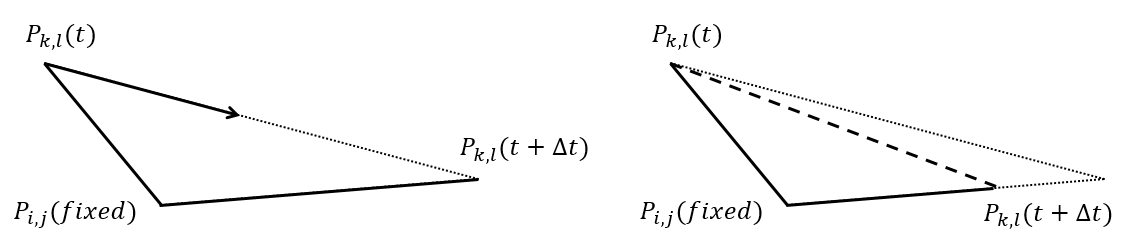 P_{k,l}(t)
P_{k,l}(t + Δt)
P_{i,j}(fixed)
P_{k,l}(t)
P_{i,j}(fixed)
P_{k,l}(t + Δt)